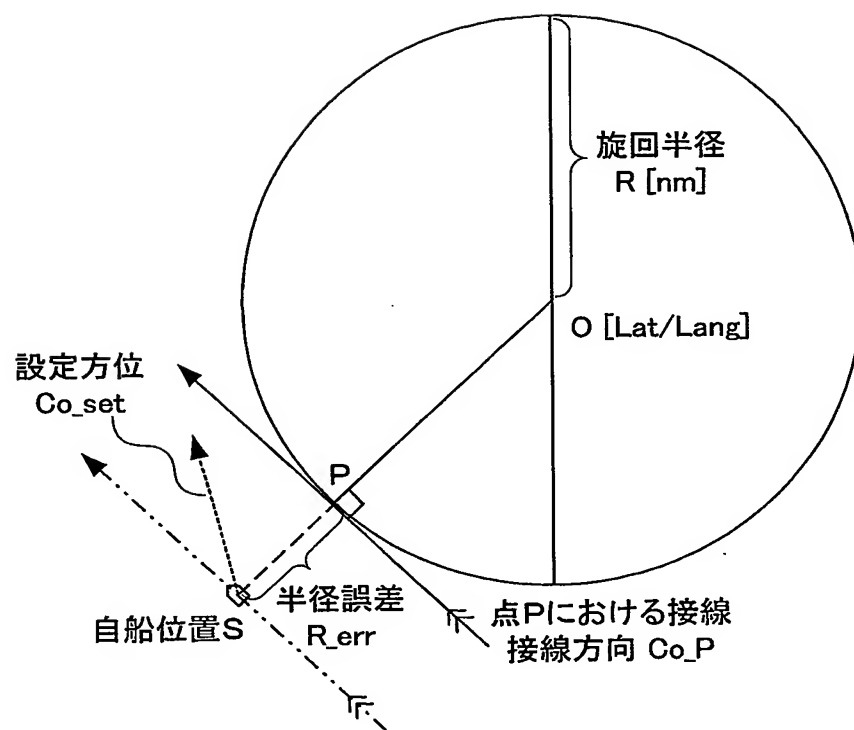 旋回半径
R [nm]
O [Lat/Lang]
設定方位
Co_set
P
半径誤差
R_err
自船位置S
点Pにおける接線
接線方向 Co_P